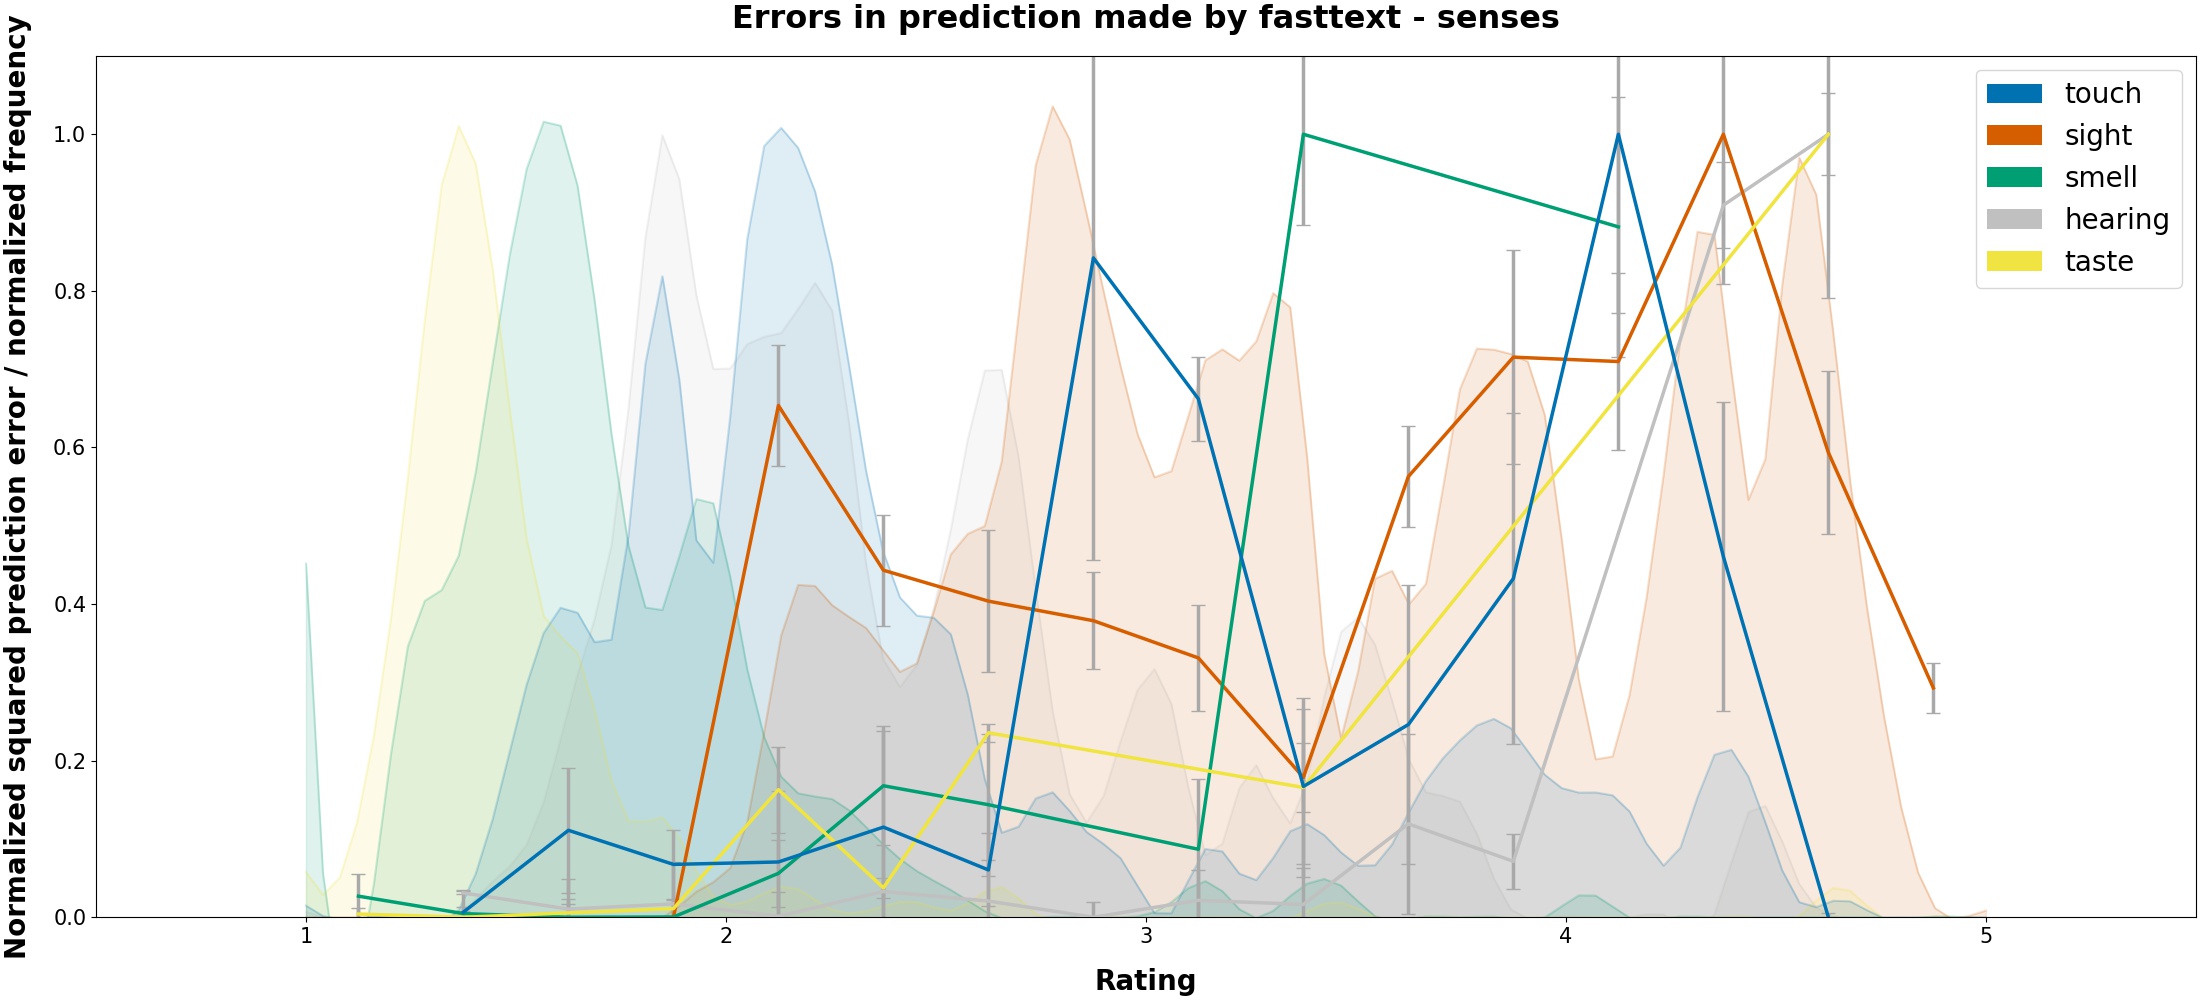 Errors in prediction made by fasttext - senses
Normalized squared prediction error / normalized frequency
1.0
0.8
0.6
0.4
0.2
0.0
touch
sight
smell
hearing
taste
1 2 3 4 5
Rating